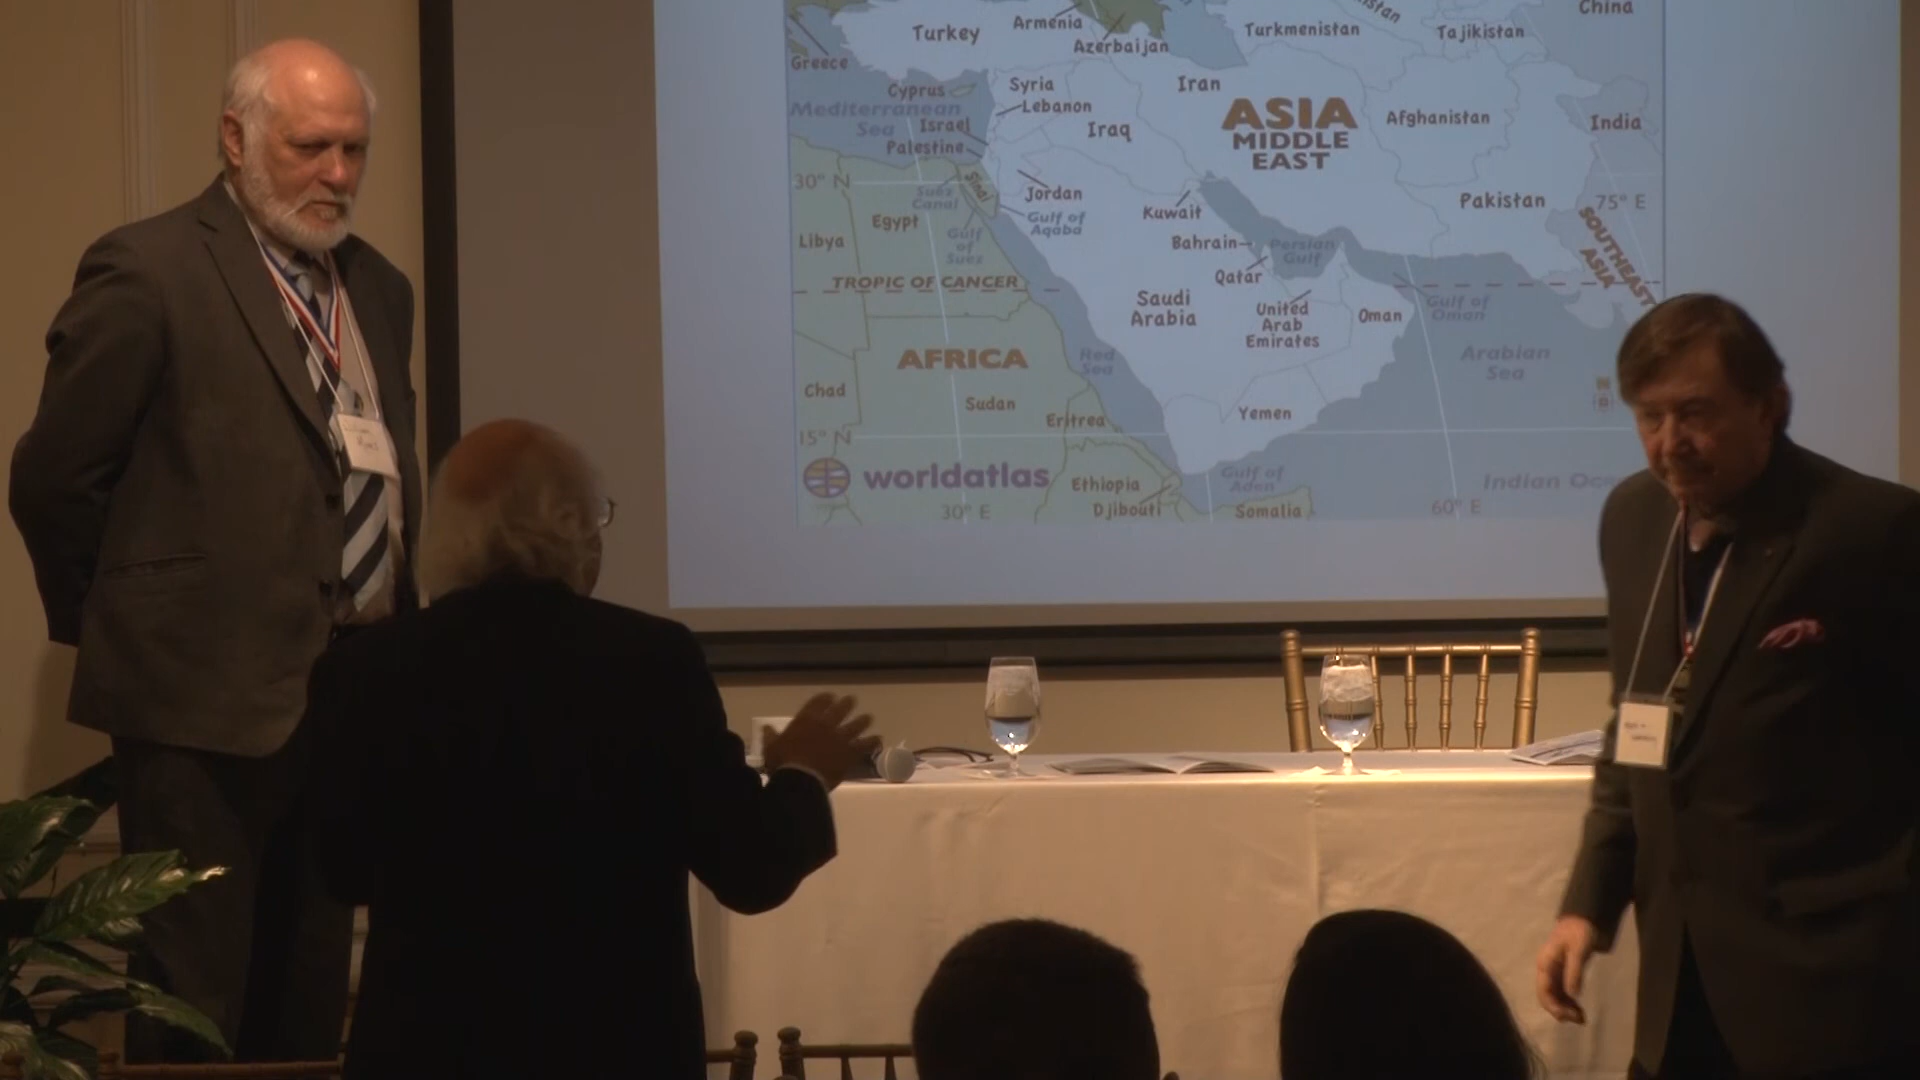 China
Turkey
Armenia
Azerbaijan
Turkmenistan
Tajikistan
Greece
Cyprus
Syria
Iran
Mediterranean
Sea
Lebanon
Israel
Palestine
Iraq
ASIA
MIDDLE
EAST
Afghanistan
India
30° N
Suez
Canal
Sinai
Jordan
Gulf of
Aqaba
Kuwait
Pakistan
75° E
Libya
Egypt
Gulf
of
Suez
Bahrain
Persian
Gulf
Qatar
SOUTHEAST
ASIA
TROPIC OF CANCER
Saudi
Arabia
United
Arab
Emirates
Oman
Gulf of
Oman
AFRICA
Red
Sea
Arabian
Sea
Chad
Sudan
Eritrea
Yemen
N
15° N
worldatlas
Ethiopia
Gulf of
Aden
Indian Oc
30° E
Djibouti
Somalia
60° E